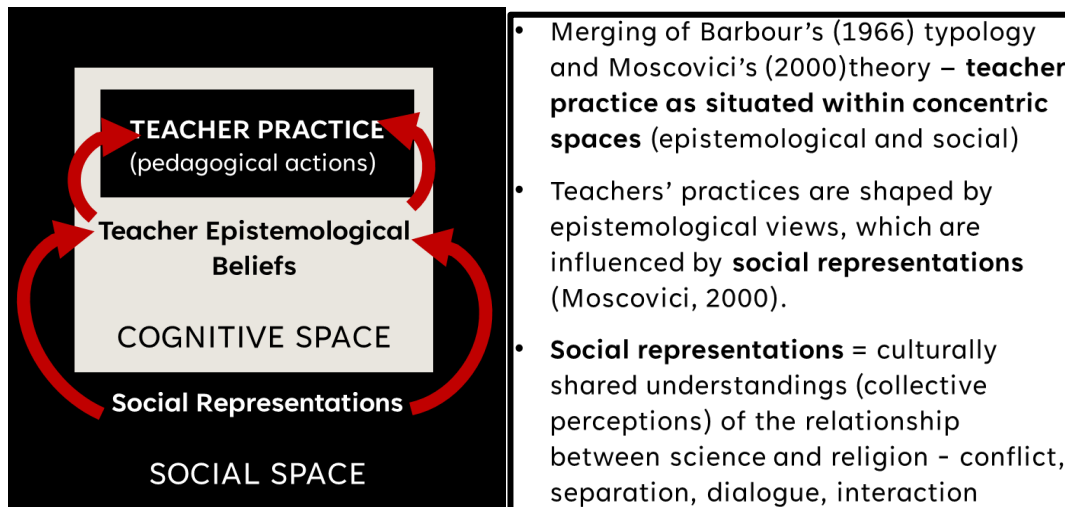 TEACHER PRACTICE
(pedagogical actions)
Teacher Epistemological
Beliefs
COGNITIVE SPACE
Social Representations
SOCIAL SPACE
• Merging of Barbour's (1966) typology
and Moscovici's (2000)theory – teacher
practice as situated within concentric
spaces (epistemological and social)
• Teachers' practices are shaped by
epistemological views, which are
influenced by social representations
(Moscovici, 2000).
• Social representations = culturally
shared understandings (collective
perceptions) of the relationship
between science and religion - conflict,
separation, dialogue, interaction